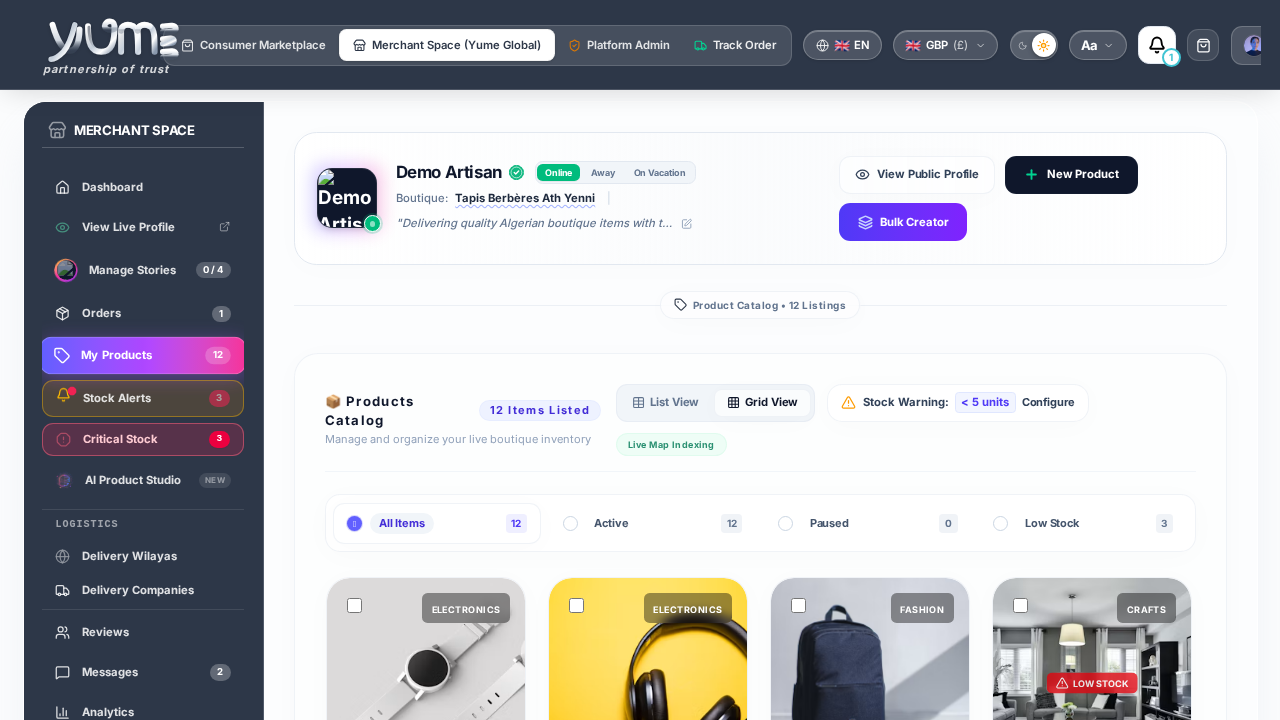 yume
partnership of trust
Consumer Marketplace
Merchant Space (Yume Global)
Platform Admin
Track Order
🇬🇧 EN
🇬🇧 GBP (£)
Aa
1
MERCHANT SPACE
Dashboard
View Live Profile
Manage Stories 0 / 4
Orders 1
My Products 12
Stock Alerts 3
Critical Stock 3
AI Product Studio NEW
LOGISTICS
Delivery Wilayas
Delivery Companies
Reviews
Messages 2
Analytics
Demo
Artis
Demo Artisan
Online Away On Vacation
Boutique: Tapis Berbères Ath Yenni
"Delivering quality Algerian boutique items with t...
View Public Profile
New Product
Bulk Creator
Product Catalog • 12 Listings
📦 Products
Catalog
12 Items Listed
Manage and organize your live boutique inventory
List View Grid View
Stock Warning: < 5 units Configure
Live Map Indexing
All Items 12
Active 12
Paused 0
Low Stock 3
ELECTRONICS
ELECTRONICS
FASHION
CRAFTS
LOW STOCK